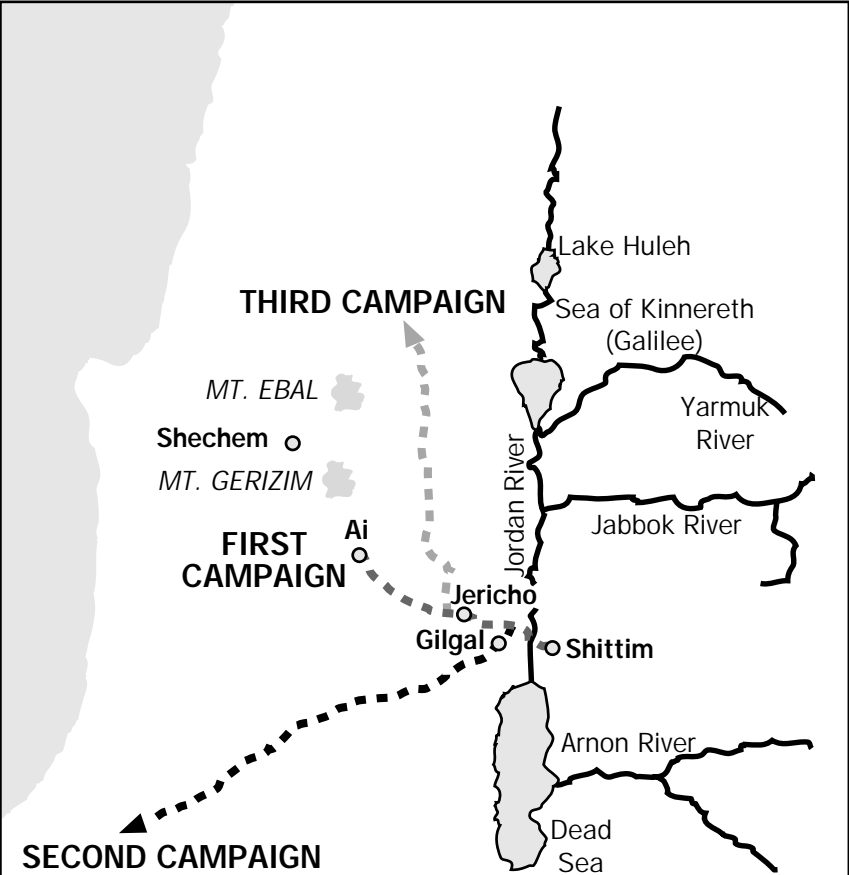 Lake Huleh
THIRD CAMPAIGN
Sea of Kinnereth
(Galilee)
MT. EBAL
Yarmuk
River
Shechem
MT. GERIZIM
Jordan River
Jabbok River
Ai
FIRST
CAMPAIGN
Jericho
Gilgal
Shittim
Arnon River
Dead
Sea
SECOND CAMPAIGN